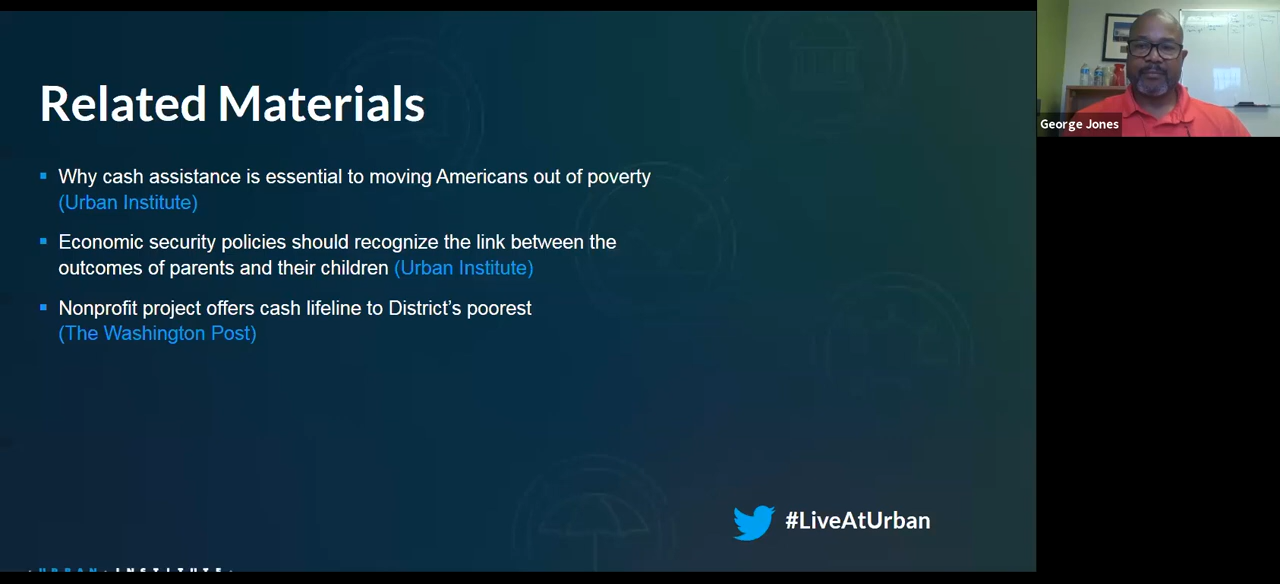 Related Materials
Why cash assistance is essential to moving Americans out of poverty
(Urban Institute)
Economic security policies should recognize the link between the
outcomes of parents and their children (Urban Institute)
Nonprofit project offers cash lifeline to District's poorest
(The Washington Post)
#LiveAtUrban
URBAN · INSTITUTE
George Jones